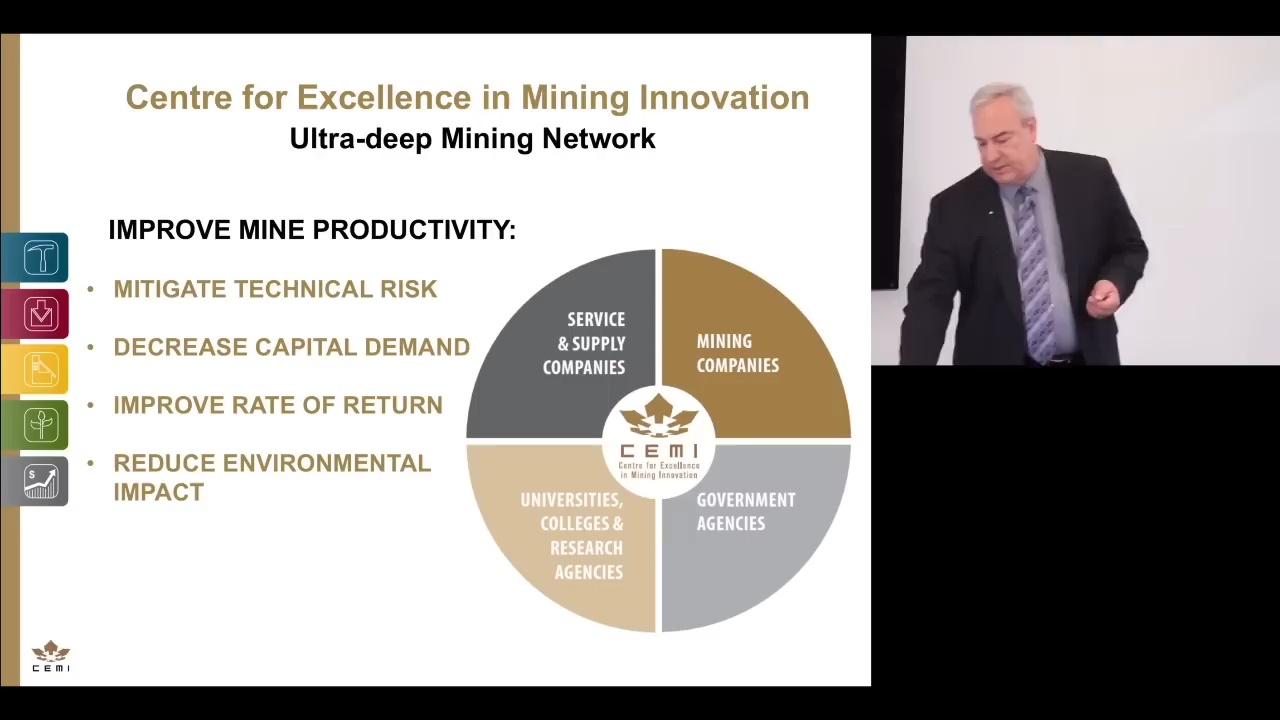 Centre for Excellence in Mining Innovation
Ultra-deep Mining Network
IMPROVE MINE PRODUCTIVITY:
• MITIGATE TECHNICAL RISK
• DECREASE CAPITAL DEMAND
• IMPROVE RATE OF RETURN
• REDUCE ENVIRONMENTAL
IMPACT
SERVICE
& SUPPLY
COMPANIES
MINING
COMPANIES
CEMI
Centre for Excellence
in Mining Innovation
UNIVERSITIES,
COLLEGES &
RESEARCH
AGENCIES
GOVERNMENT
AGENCIES
$
CEMI